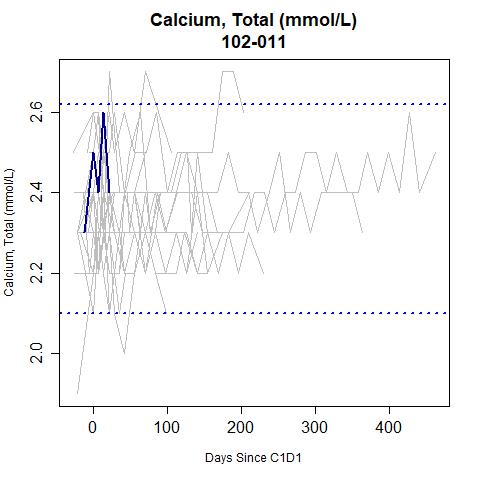 Calcium, Total (mmol/L)
102-011
Calcium, Total (mmol/L)
2.6
2.4
2.2
2.0
0 100 200 300 400
Days Since C1D1